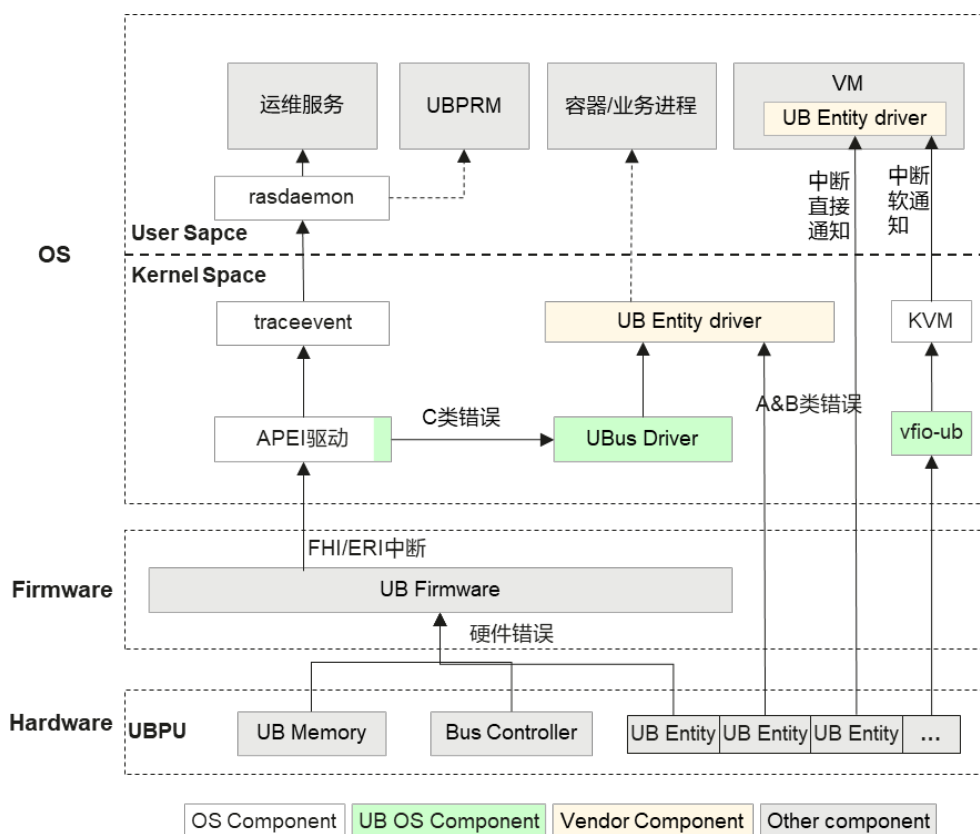 运维服务
UBPRM
容器/业务进程
VM
UB Entity driver
rasdaemon
中断
直接
通知
中断
软通
知
User Sapce
OS
Kernel Space
traceevent
UB Entity driver
KVM
APEI驱动
C类错误
UBus Driver
A&B类错误
vfio-ub
FHI/ERI中断
Firmware
UB Firmware
硬件错误
Hardware
UBPU
UB Memory
Bus Controller
UB Entity
UB Entity
UB Entity
...
OS Component
UB OS Component
Vendor Component
Other component